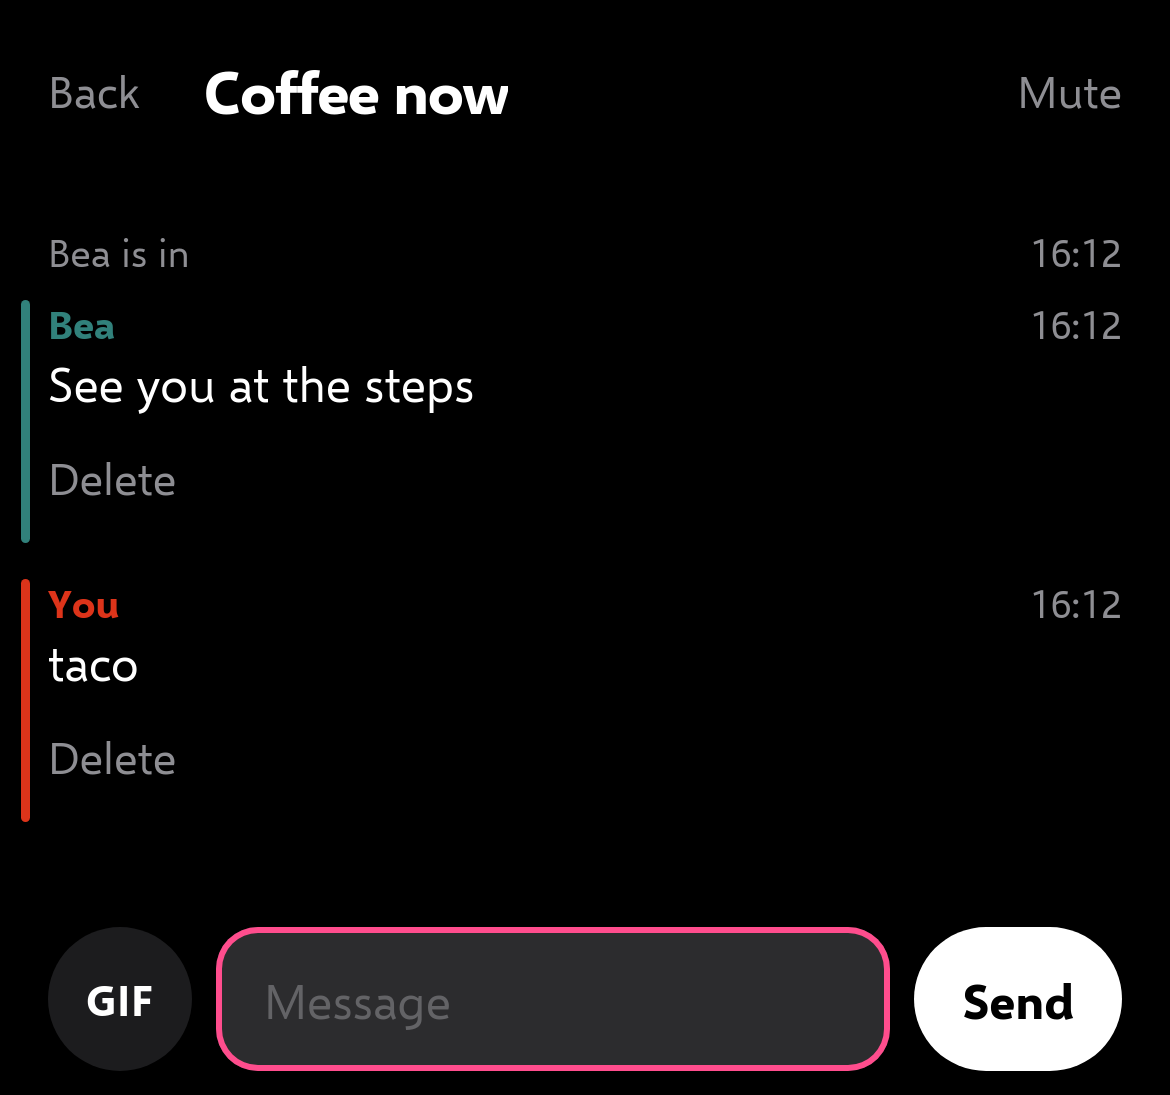 Back Coffee now Mute
Bea is in 16:12
Bea 16:12
See you at the steps
Delete
You 16:12
taco
Delete
GIF Message Send